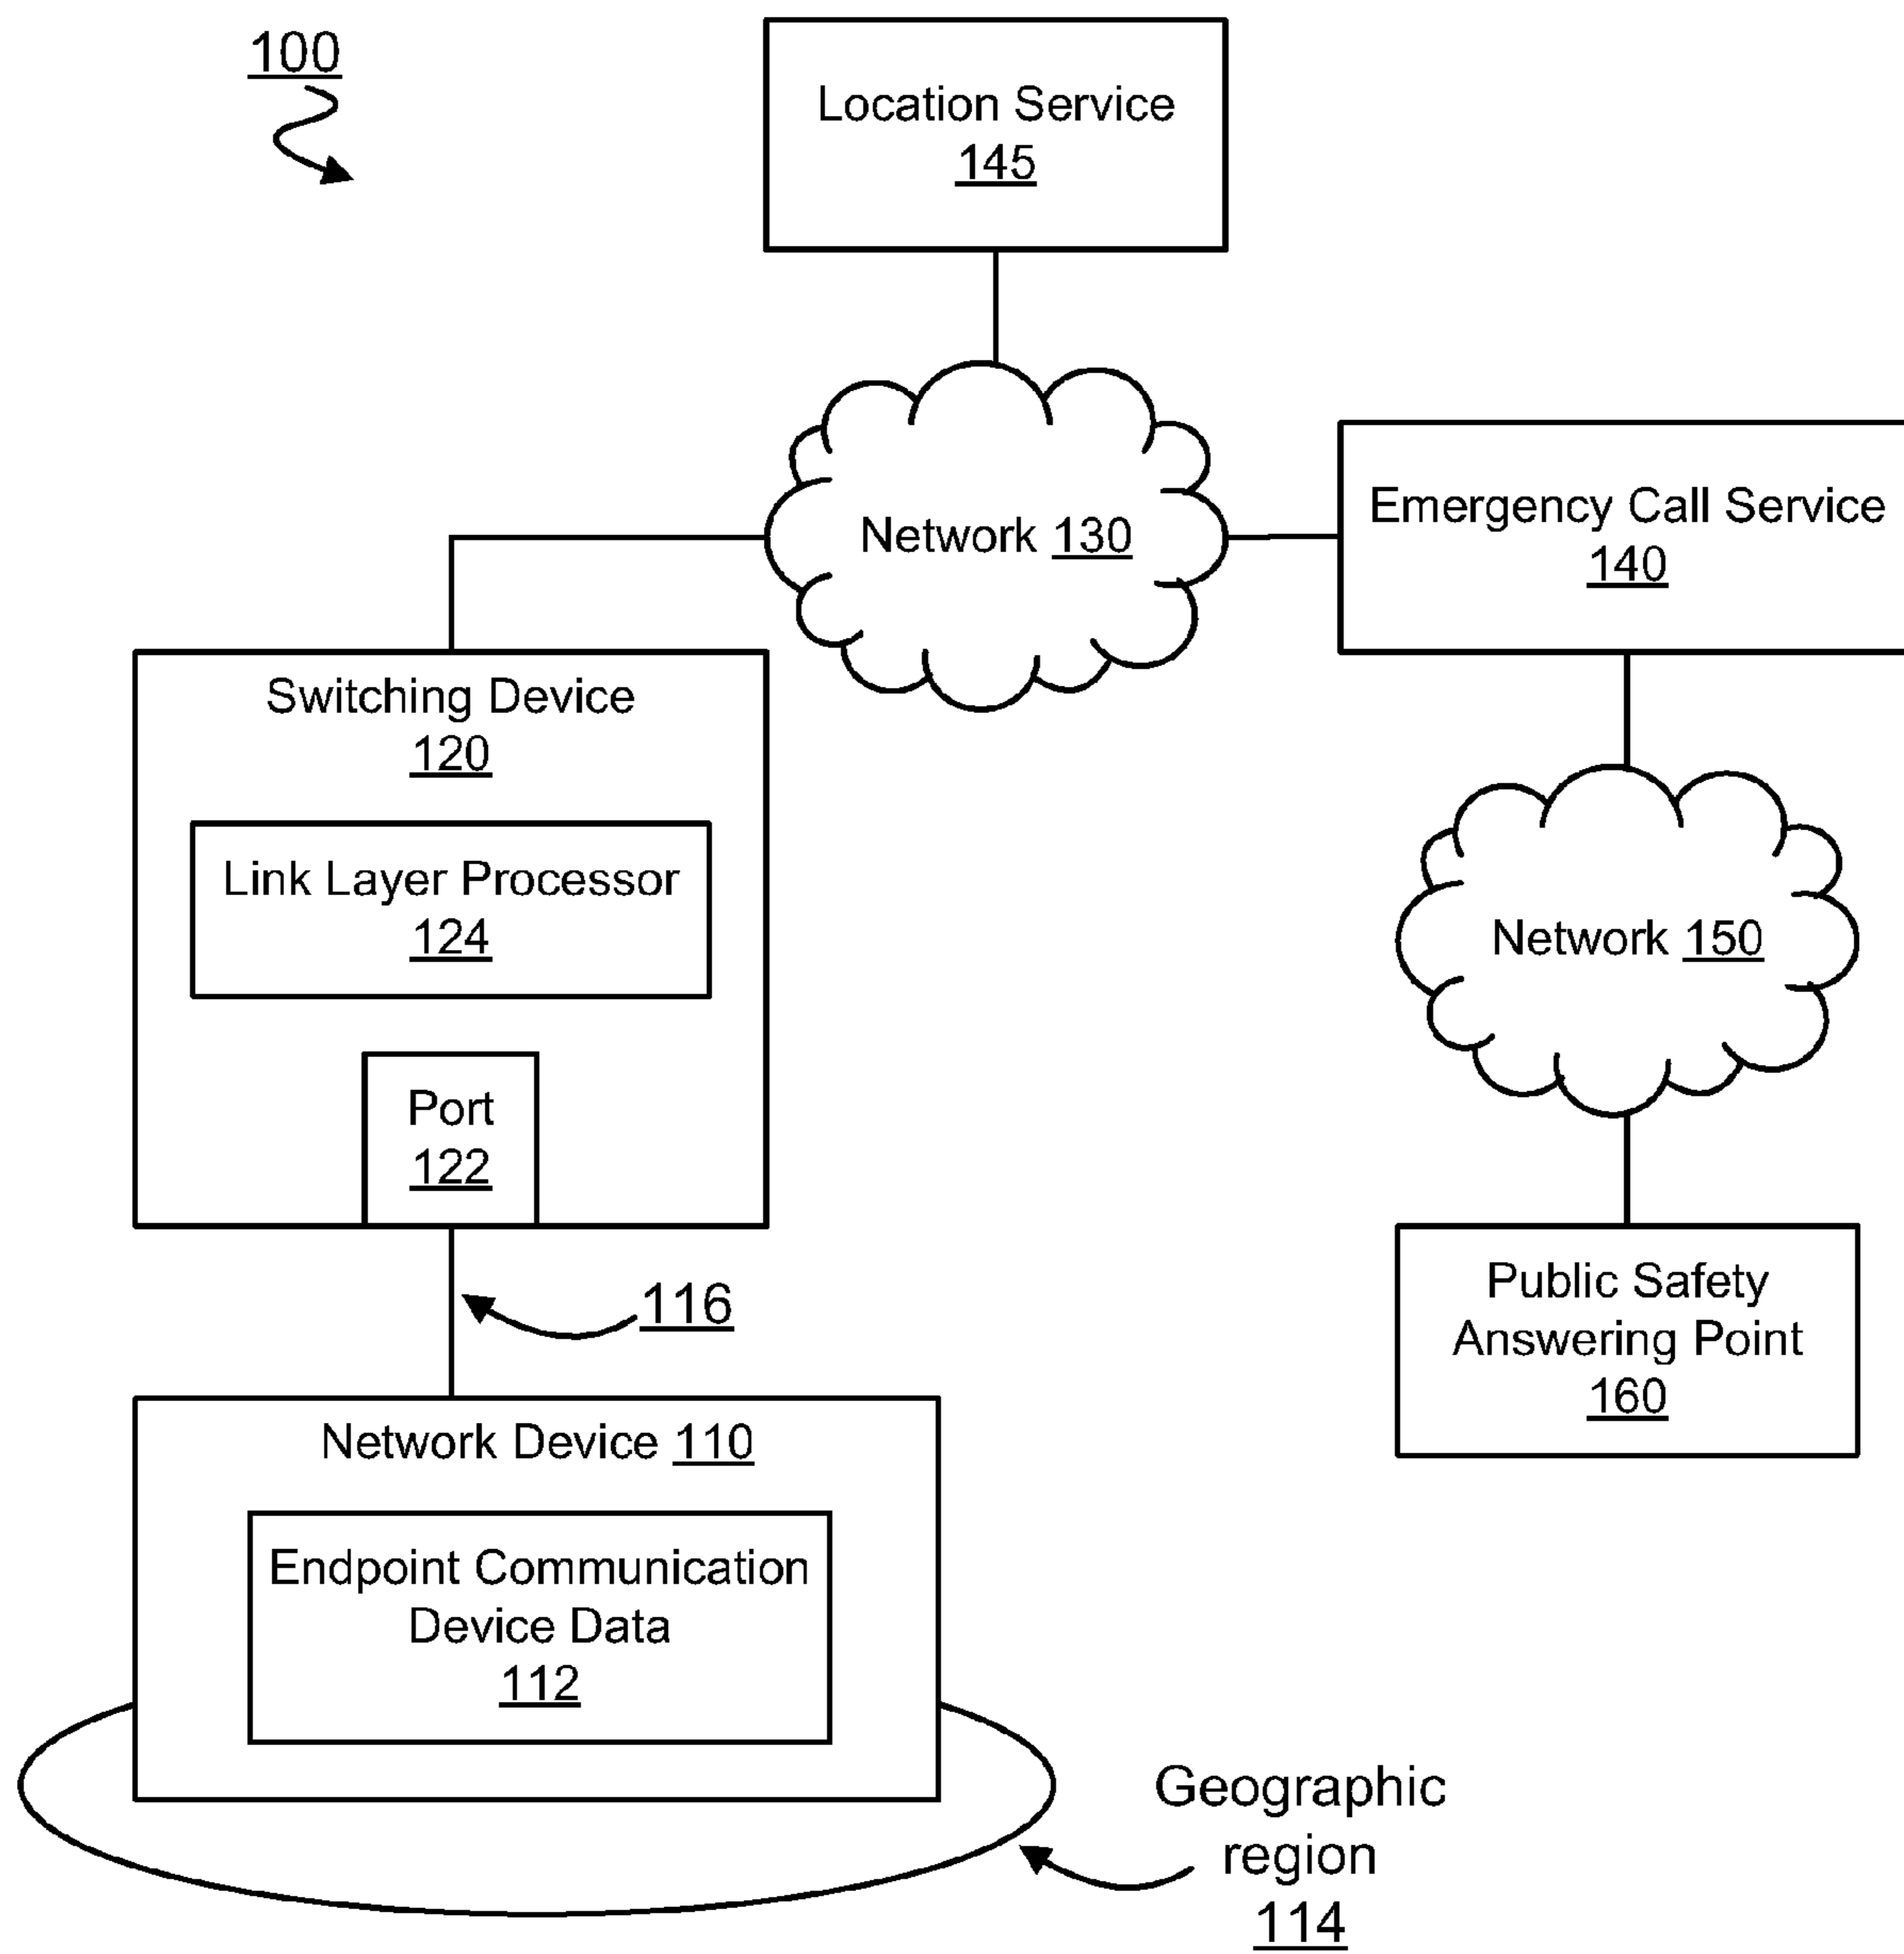 100
Location Service
145
Network 130
Emergency Call Service
140
Switching Device
120
Link Layer Processor
124
Network 150
Port
122
116
Public Safety
Answering Point
160
Network Device 110
Endpoint Communication
Device Data
112
Geographic
region
114